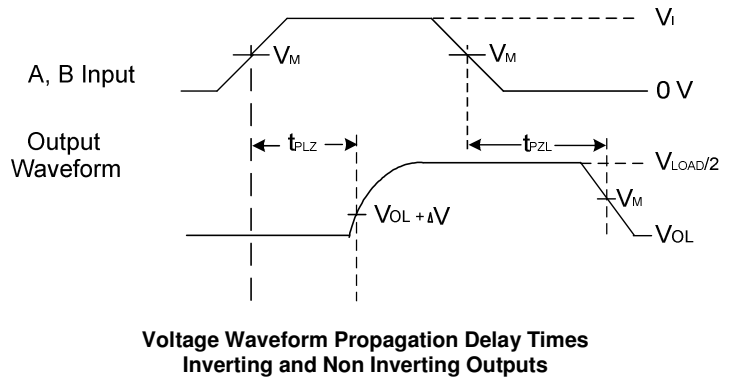 VI
VM
VM
A, B Input
0 V
Output
Waveform
tPLZ
tPZL
VLOAD/2
VM
VOL + ΔV
VOL
Voltage Waveform Propagation Delay Times
Inverting and Non Inverting Outputs